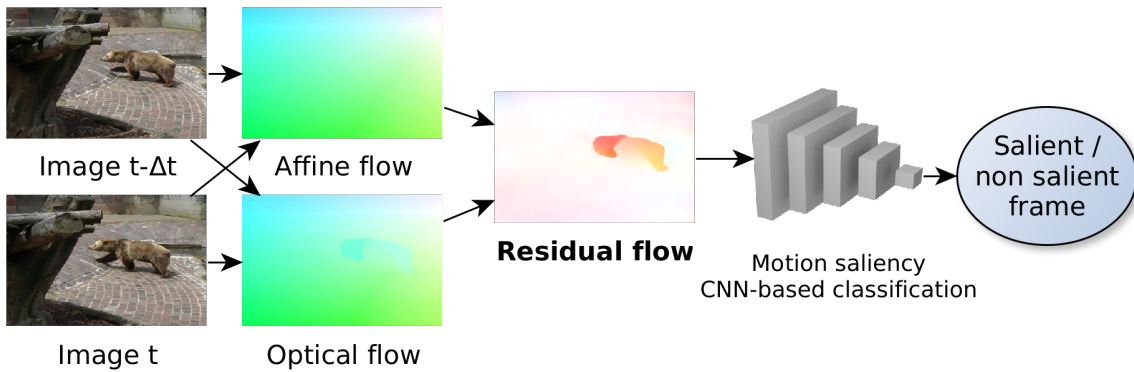 Image t-Δt
Affine flow
Image t
Optical flow
Residual flow
Motion saliency
CNN-based classification
Salient /
non salient
frame